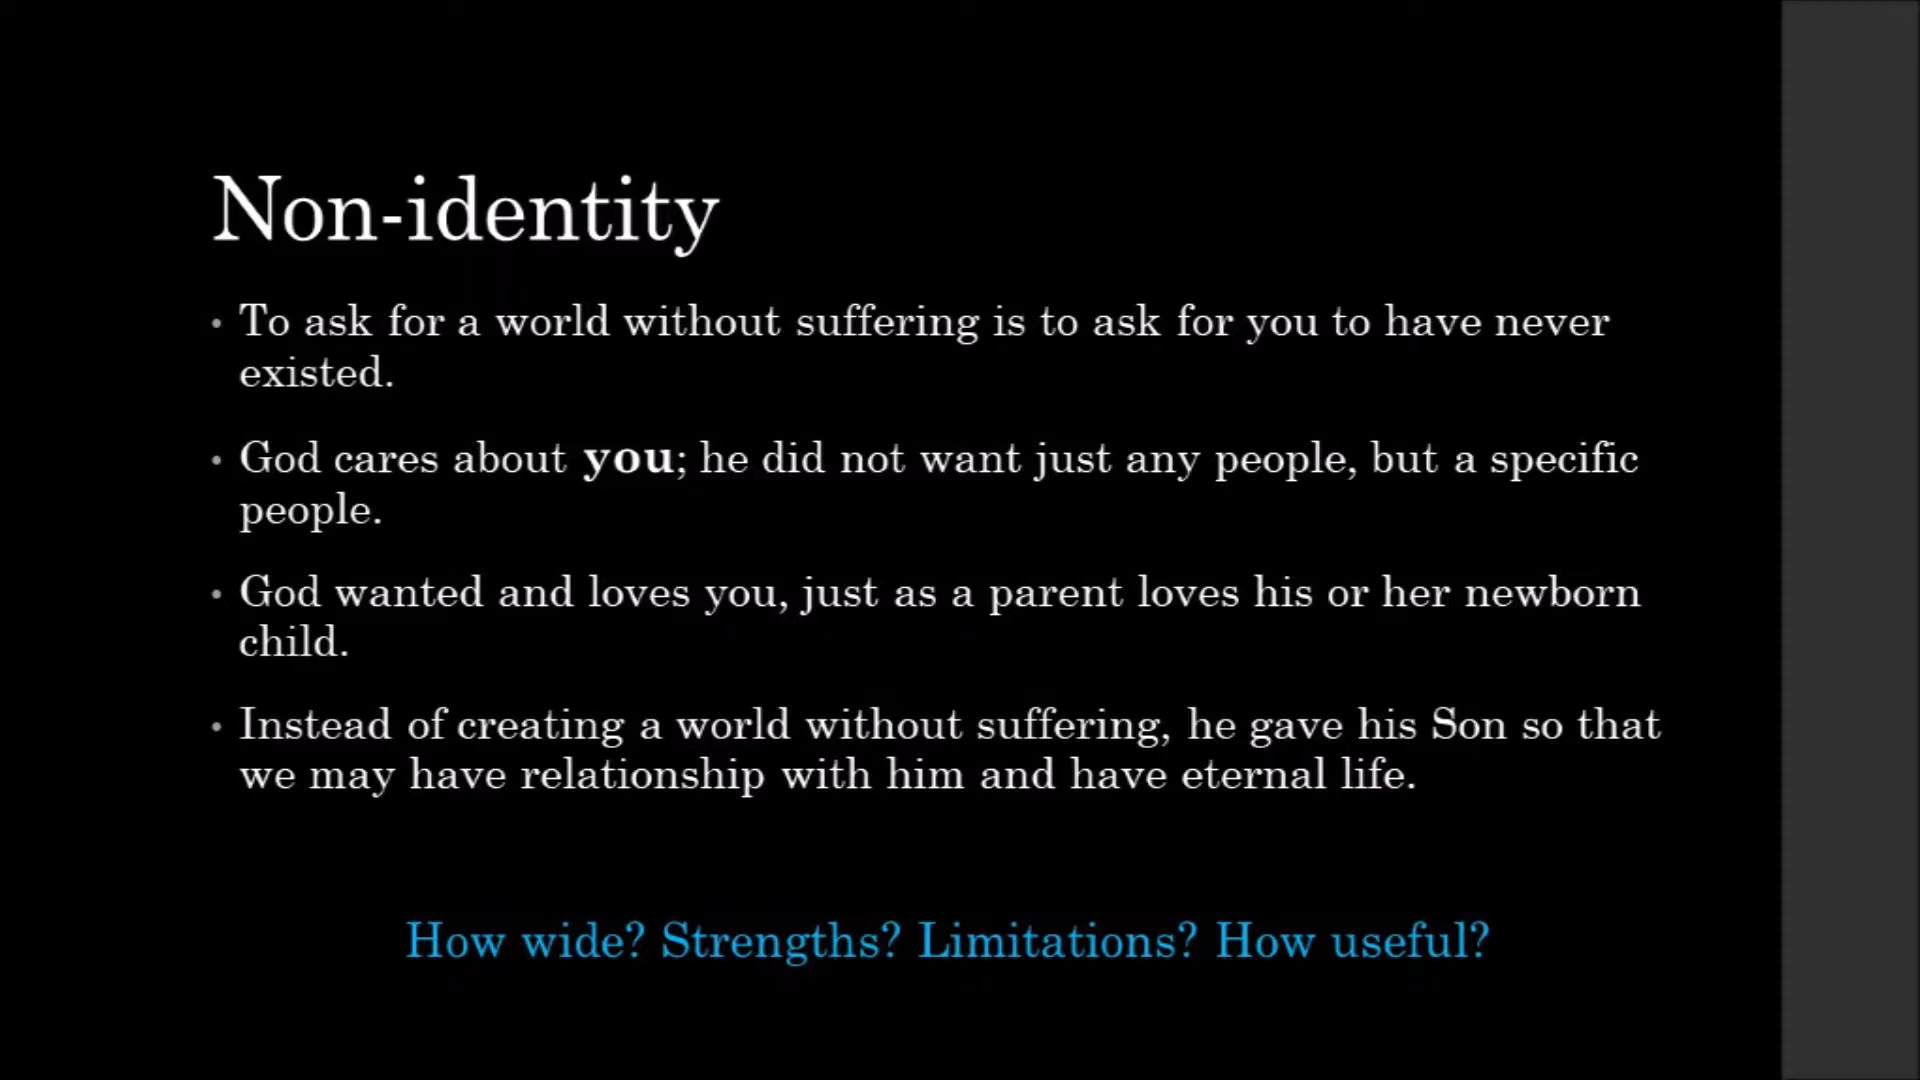 Non-identity
• To ask for a world without suffering is to ask for you to have never
existed.
• God cares about you; he did not want just any people, but a specific
people.
• God wanted and loves you, just as a parent loves his or her newborn
child.
• Instead of creating a world without suffering, he gave his Son so that
we may have relationship with him and have eternal life.
How wide? Strengths? Limitations? How useful?